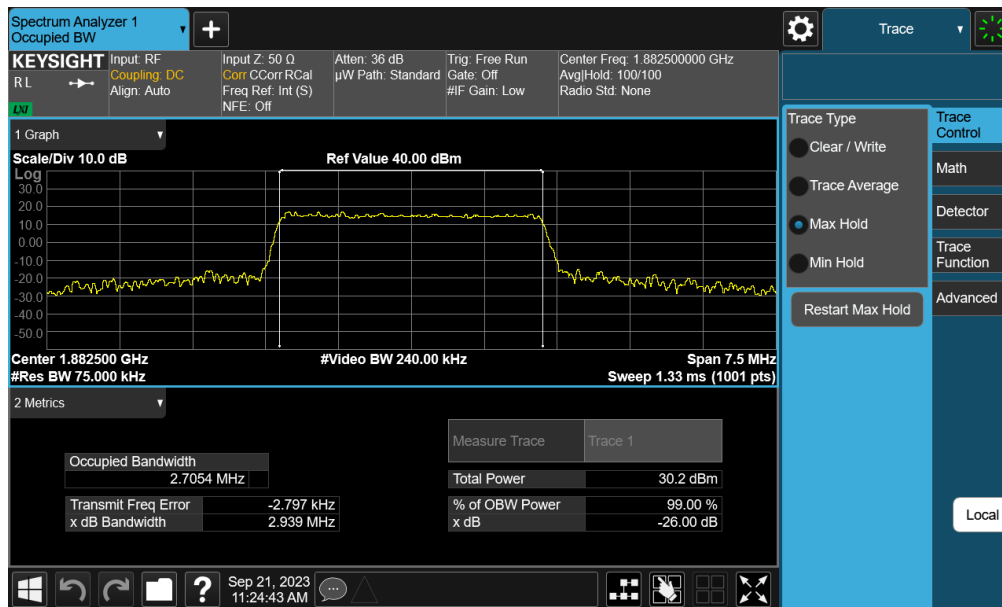 Spectrum Analyzer 1
Occupied BW
Trace
KEYSIGHT
R L
LXI
Input: RF
Coupling: DC
Align: Auto
Input Z: 50 Ω
Corr CCorr RCal
Freq Ref: Int (S)
NFE: Off
Atten: 36 dB
µW Path: Standard
Trig: Free Run
Gate: Off
#IF Gain: Low
Center Freq: 1.882500000 GHz
Avg|Hold: 100/100
Radio Std: None
1 Graph
Scale/Div 10.0 dB
Ref Value 40.00 dBm
Log
30.0
20.0
10.0
0.00
-10.0
-20.0
-30.0
-40.0
-50.0
Center 1.882500 GHz
#Video BW 240.00 kHz
Span 7.5 MHz
#Res BW 75.000 kHz
Sweep 1.33 ms (1001 pts)
2 Metrics
Measure Trace
Trace 1
Occupied Bandwidth
2.7054 MHz
Total Power
30.2 dBm
Transmit Freq Error
-2.797 kHz
% of OBW Power
99.00 %
x dB Bandwidth
2.939 MHz
x dB
-26.00 dB
Trace Type
Clear / Write
Trace Average
Max Hold
Min Hold
Restart Max Hold
Trace
Control
Math
Detector
Trace
Function
Advanced
Local
?
Sep 21, 2023
11:24:43 AM